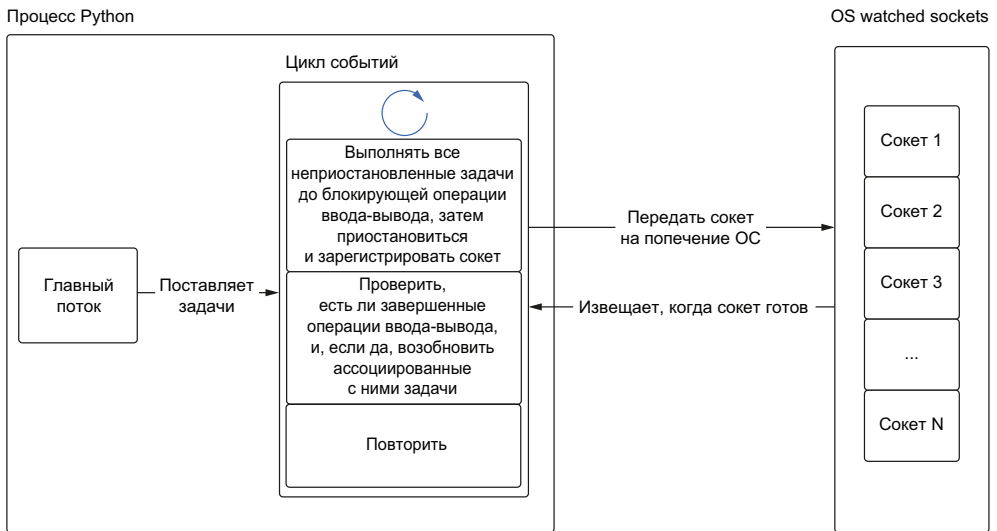 Процесс Python
OS watched sockets
Цикл событий
Выполнять все
неприостановленные задачи
до блокирующей операции
ввода-вывода, затем
приостановиться
и зарегистрировать сокет
Проверить,
есть ли завершенные
операции ввода-вывода,
и, если да, возобновить
ассоциированные
с ними задачи
Повторить
Главный
поток
Поставляет
задачи
Передать сокет
на попечение ОС
Извещает, когда сокет готов
Сокет 1
Сокет 2
Сокет 3
...
Сокет N